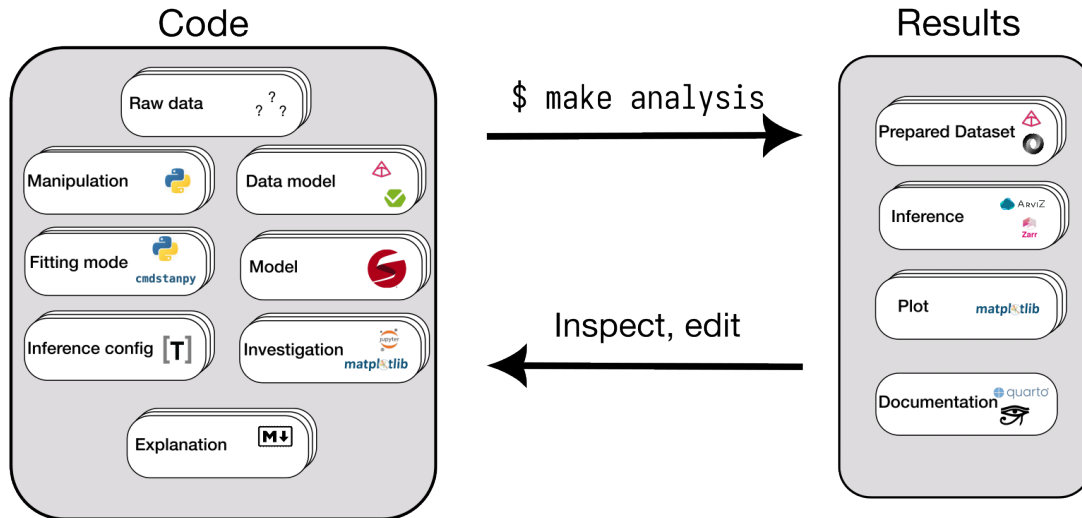 Code
Results
Raw data
? ? ?
Manipulation
Data model
Fitting mode
cmdstanpy
Model
Inference config
[T]
Investigation
jupyter
matplotlib
Explanation
M
$ make analysis
Inspect, edit
Prepared Dataset
Inference
ARVIZ
Zarr
Plot
matplotlib
Documentation
quarto